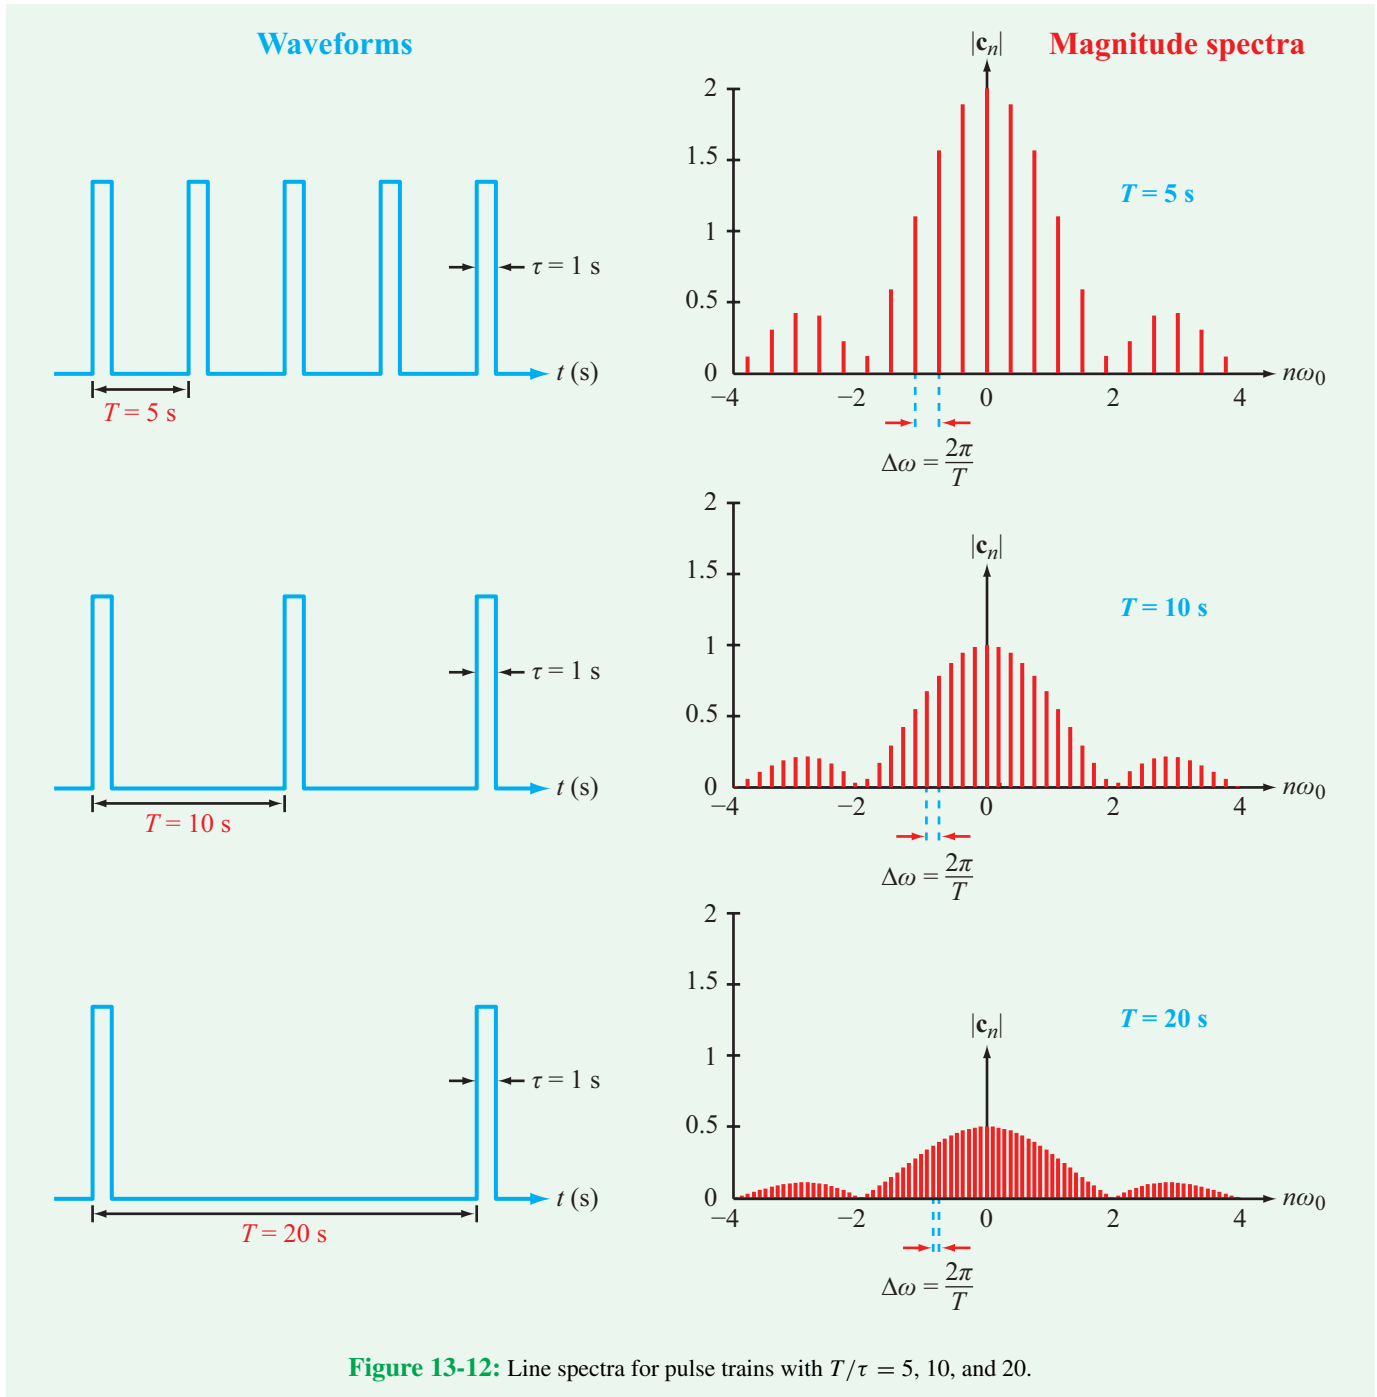 Waveforms
Magnitude spectra
τ = 1 s
t (s)
T = 5 s
|cₙ|
2
1.5
1
0.5
0
T = 5 s
−4
−2
0
2
4
nω₀
Δω = 2π/T
τ = 1 s
t (s)
T = 10 s
2
1.5
1
0.5
0
|cₙ|
T = 10 s
−4
−2
0
2
4
nω₀
Δω = 2π/T
τ = 1 s
t (s)
T = 20 s
2
1.5
1
0.5
0
|cₙ|
T = 20 s
−4
−2
0
2
4
nω₀
Δω = 2π/T
Figure 13-12: Line spectra for pulse trains with T/τ = 5, 10, and 20.